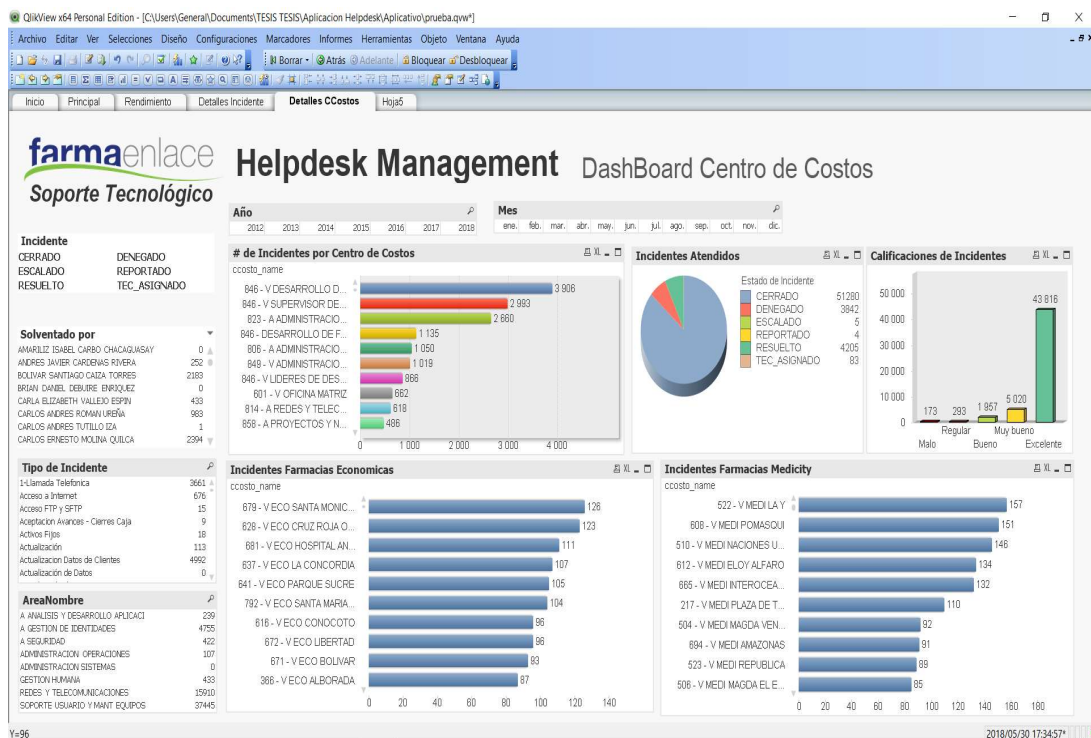 QlikView x64 Personal Edition - [C:\Users\General\Documents\TESIS TESIS\Aplicacion Helpdesk\Aplicativo\prueba.qvw*]
Archivo Editar Ver Selecciones Diseño Configuraciones Marcadores Informes Herramientas Objeto Ventana Ayuda
Borrar Atrás Adelante Bloquear Desbloquear
Inicio Principal Rendimiento Detalles Incidente Detalles CCostos Hoja5
farmaenlace
Soporte Tecnológico
Helpdesk Management DashBoard Centro de Costos
Año
2012 2013 2014 2015 2016 2017 2018
Mes
ene. feb. mar. abr. may. jun. jul. ago. sep. oct. nov. dic.
Incidente
CERRADO DENEGADO
ESCALADO REPORTADO
RESUELTO TEC_ASIGNADO
Solventado por
AMARILIZ ISABEL CARBO CHACAGUASAY 0
ANDRES JAVIER CARDENAS RIVERA 252
BOLIVAR SANTIAGO CAIZA TORRES 2183
BRIAN DANIEL DEBUIRE ENRIQUEZ 0
CARLA ELIZABETH VALLEJO ESPIN 433
CARLOS ANDRES ROMAN UREÑA 983
CARLOS ANDRES TUTILLO IZA 1
CARLOS ERNESTO MOLINA QUILCA 2394
Tipo de Incidente
1-Llamada Telefonica 3661
Acceso a Internet 676
Acceso FTP y SFTP 15
Aceptacion Avances - Cierres Caja 9
Activos Fijos 18
Actualización 113
Actualizacion Datos de Clientes 4992
Actualización de Datos 0
AreaNombre
A ANALISIS Y DESARROLLO APLICACI 239
A GESTION DE IDENTIDADES 4755
A SEGURIDAD 422
ADMINISTRACION OPERACIONES 107
ADMINISTRACION SISTEMAS 0
GESTION HUMANA 433
REDES Y TELECOMUNICACIONES 15910
SOPORTE USUARIO Y MANT EQUIPOS 37445
# de Incidentes por Centro de Costos XL
ccosto_name
846 - V DESARROLLO D... 3 906
846 - V SUPERVISOR DE... 2 993
823 - A ADMINISTRACIO... 2 660
846 - DESARROLLO DE F... 1 135
806 - A ADMINISTRACIO... 1 050
849 - V ADMINISTRACIO... 1 019
846 - V LIDERES DE DES... 866
601 - V OFICINA MATRIZ 662
814 - A REDES Y TELEC... 618
858 - A PROYECTOS Y N... 486
0 1 000 2 000 3 000 4 000
Incidentes Atendidos XL
Estado de Incidente
CERRADO 51280
DENEGADO 3842
ESCALADO 5
REPORTADO 4
RESUELTO 4205
TEC_ASIGNADO 83
Calificaciones de Incidentes XL
50 000
40 000
30 000
20 000
10 000
0
173 293 1 957 5 020 43 816
Regular Muy bueno
Malo Bueno Excelente
Incidentes Farmacias Economicas XL
ccosto_name
679 - V ECO SANTA MONIC... 126
628 - V ECO CRUZ ROJA O... 123
681 - V ECO HOSPITAL AN... 111
637 - V ECO LA CONCORDIA 107
641 - V ECO PARQUE SUCRE 105
792 - V ECO SANTA MARIA... 104
616 - V ECO CONOCOTO 96
672 - V ECO LIBERTAD 96
671 - V ECO BOLIVAR 93
366 - V ECO ALBORADA 87
0 20 40 60 80 100 120 140
Incidentes Farmacias Medicity XL
ccosto_name
522 - V MEDI LA Y 157
608 - V MEDI POMASQUI 151
510 - V MEDI NACIONES U... 146
612 - V MEDI ELOY ALFARO 134
665 - V MEDI INTEROCEA... 132
217 - V MEDI PLAZA DE T... 110
504 - V MEDI MAGDA VEN... 92
694 - V MEDI AMAZONAS 91
523 - V MEDI REPUBLICA 89
506 - V MEDI MAGDA EL E... 85
0 20 40 60 80 100 120 140 160 180
Y=96
2018/05/30 17:34:57*